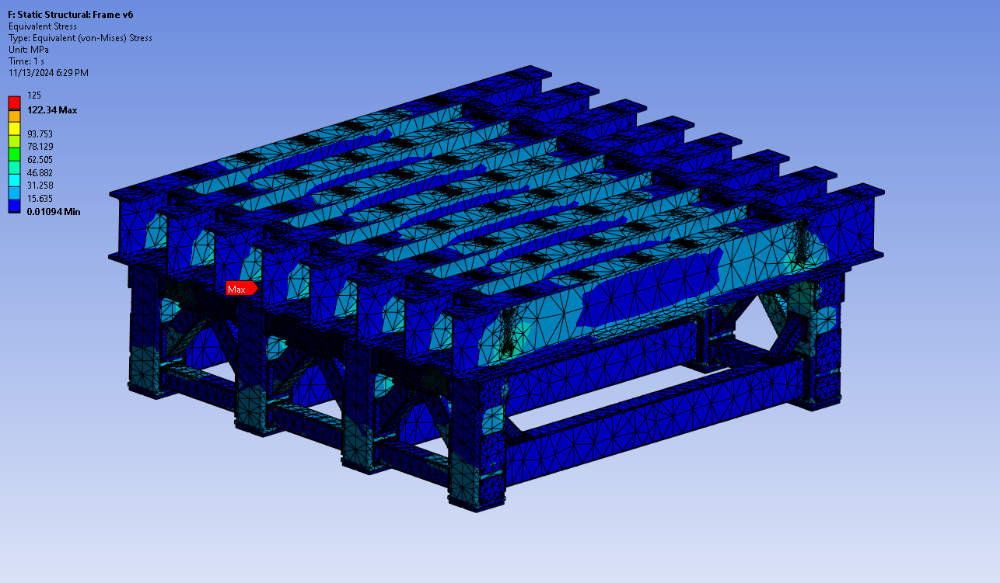 F: Static Structural: Frame v6
Equivalent Stress
Type: Equivalent (von-Mises) Stress
Unit: MPa
Time: 1 s
11/13/2024 6:29 PM
125
122.34 Max
93.753
78.129
62.505
46.882
31.258
15.635
0.01094 Min
Max